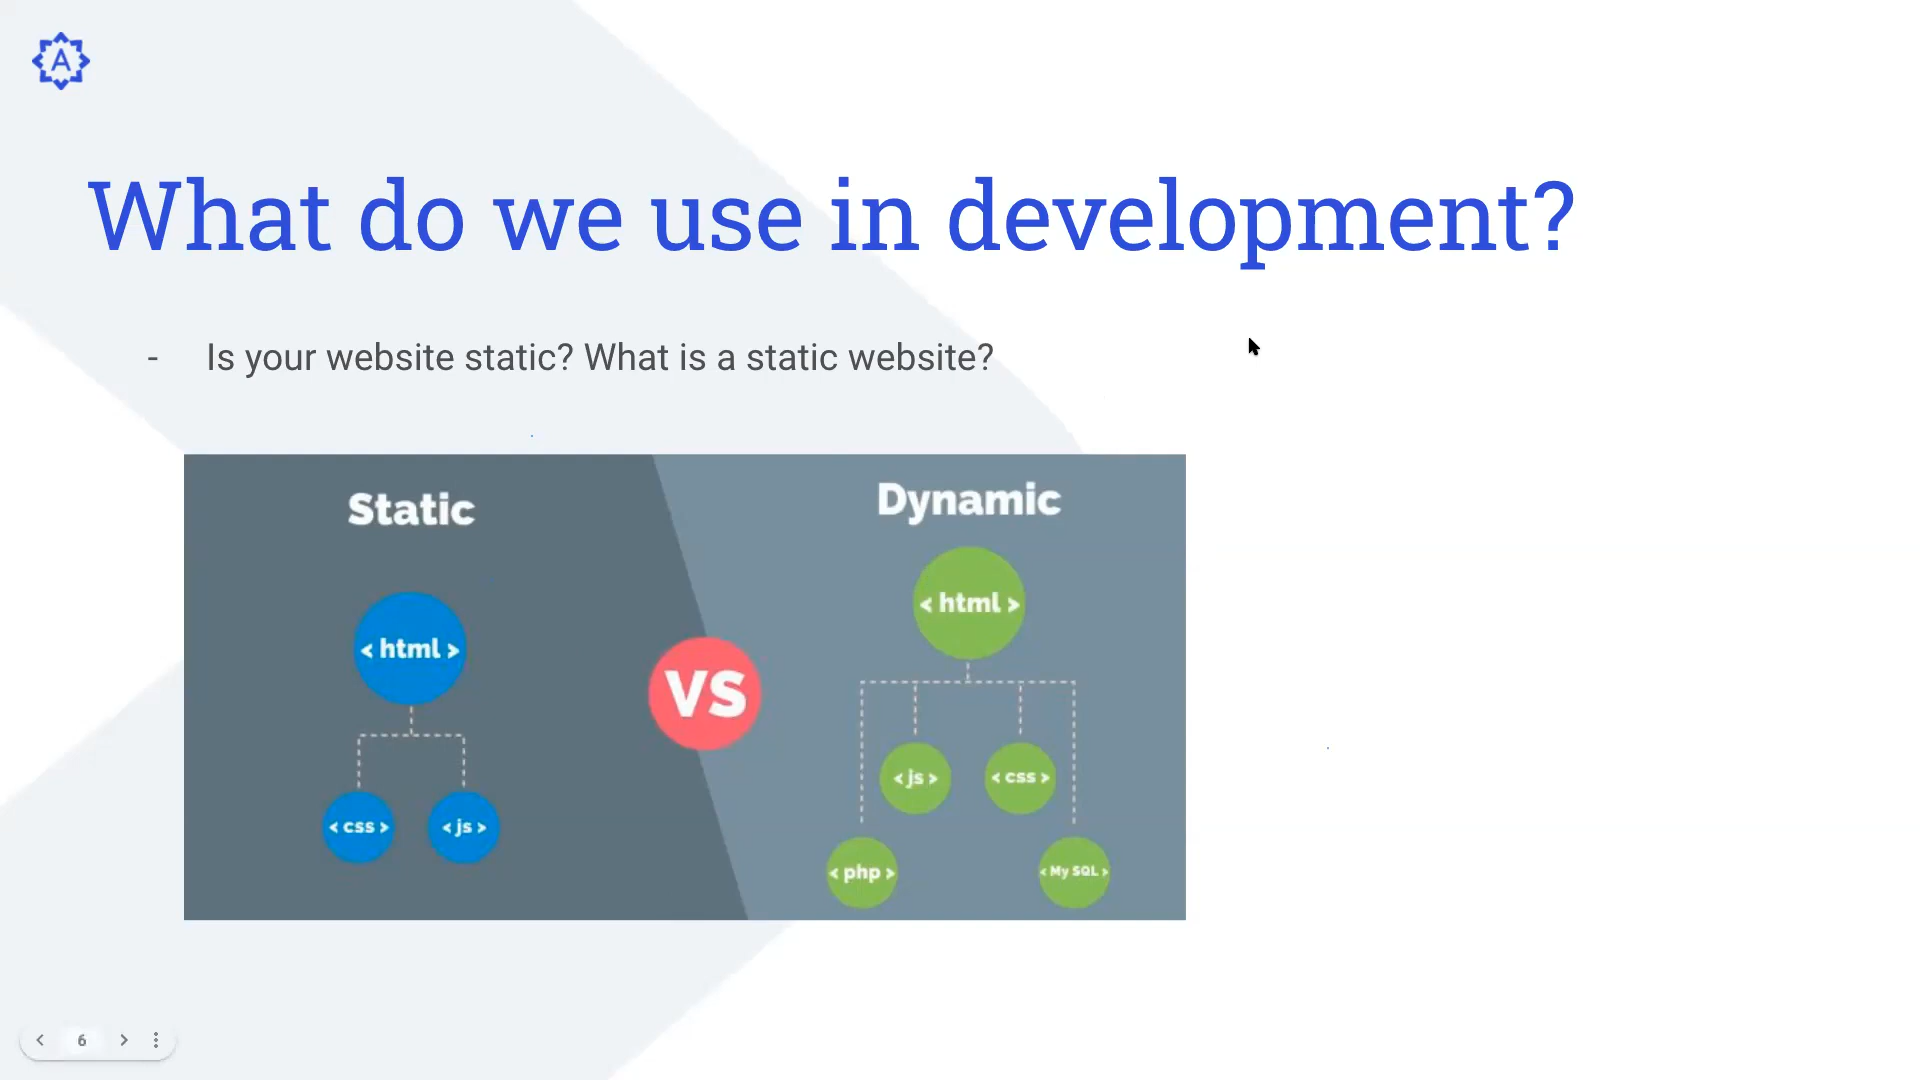 A
What do we use in development?
- Is your website static? What is a static website?
Static
Dynamic
< html >
< html >
VS
< js >
< css >
< css >
< js >
< php >
< My SQL >
6